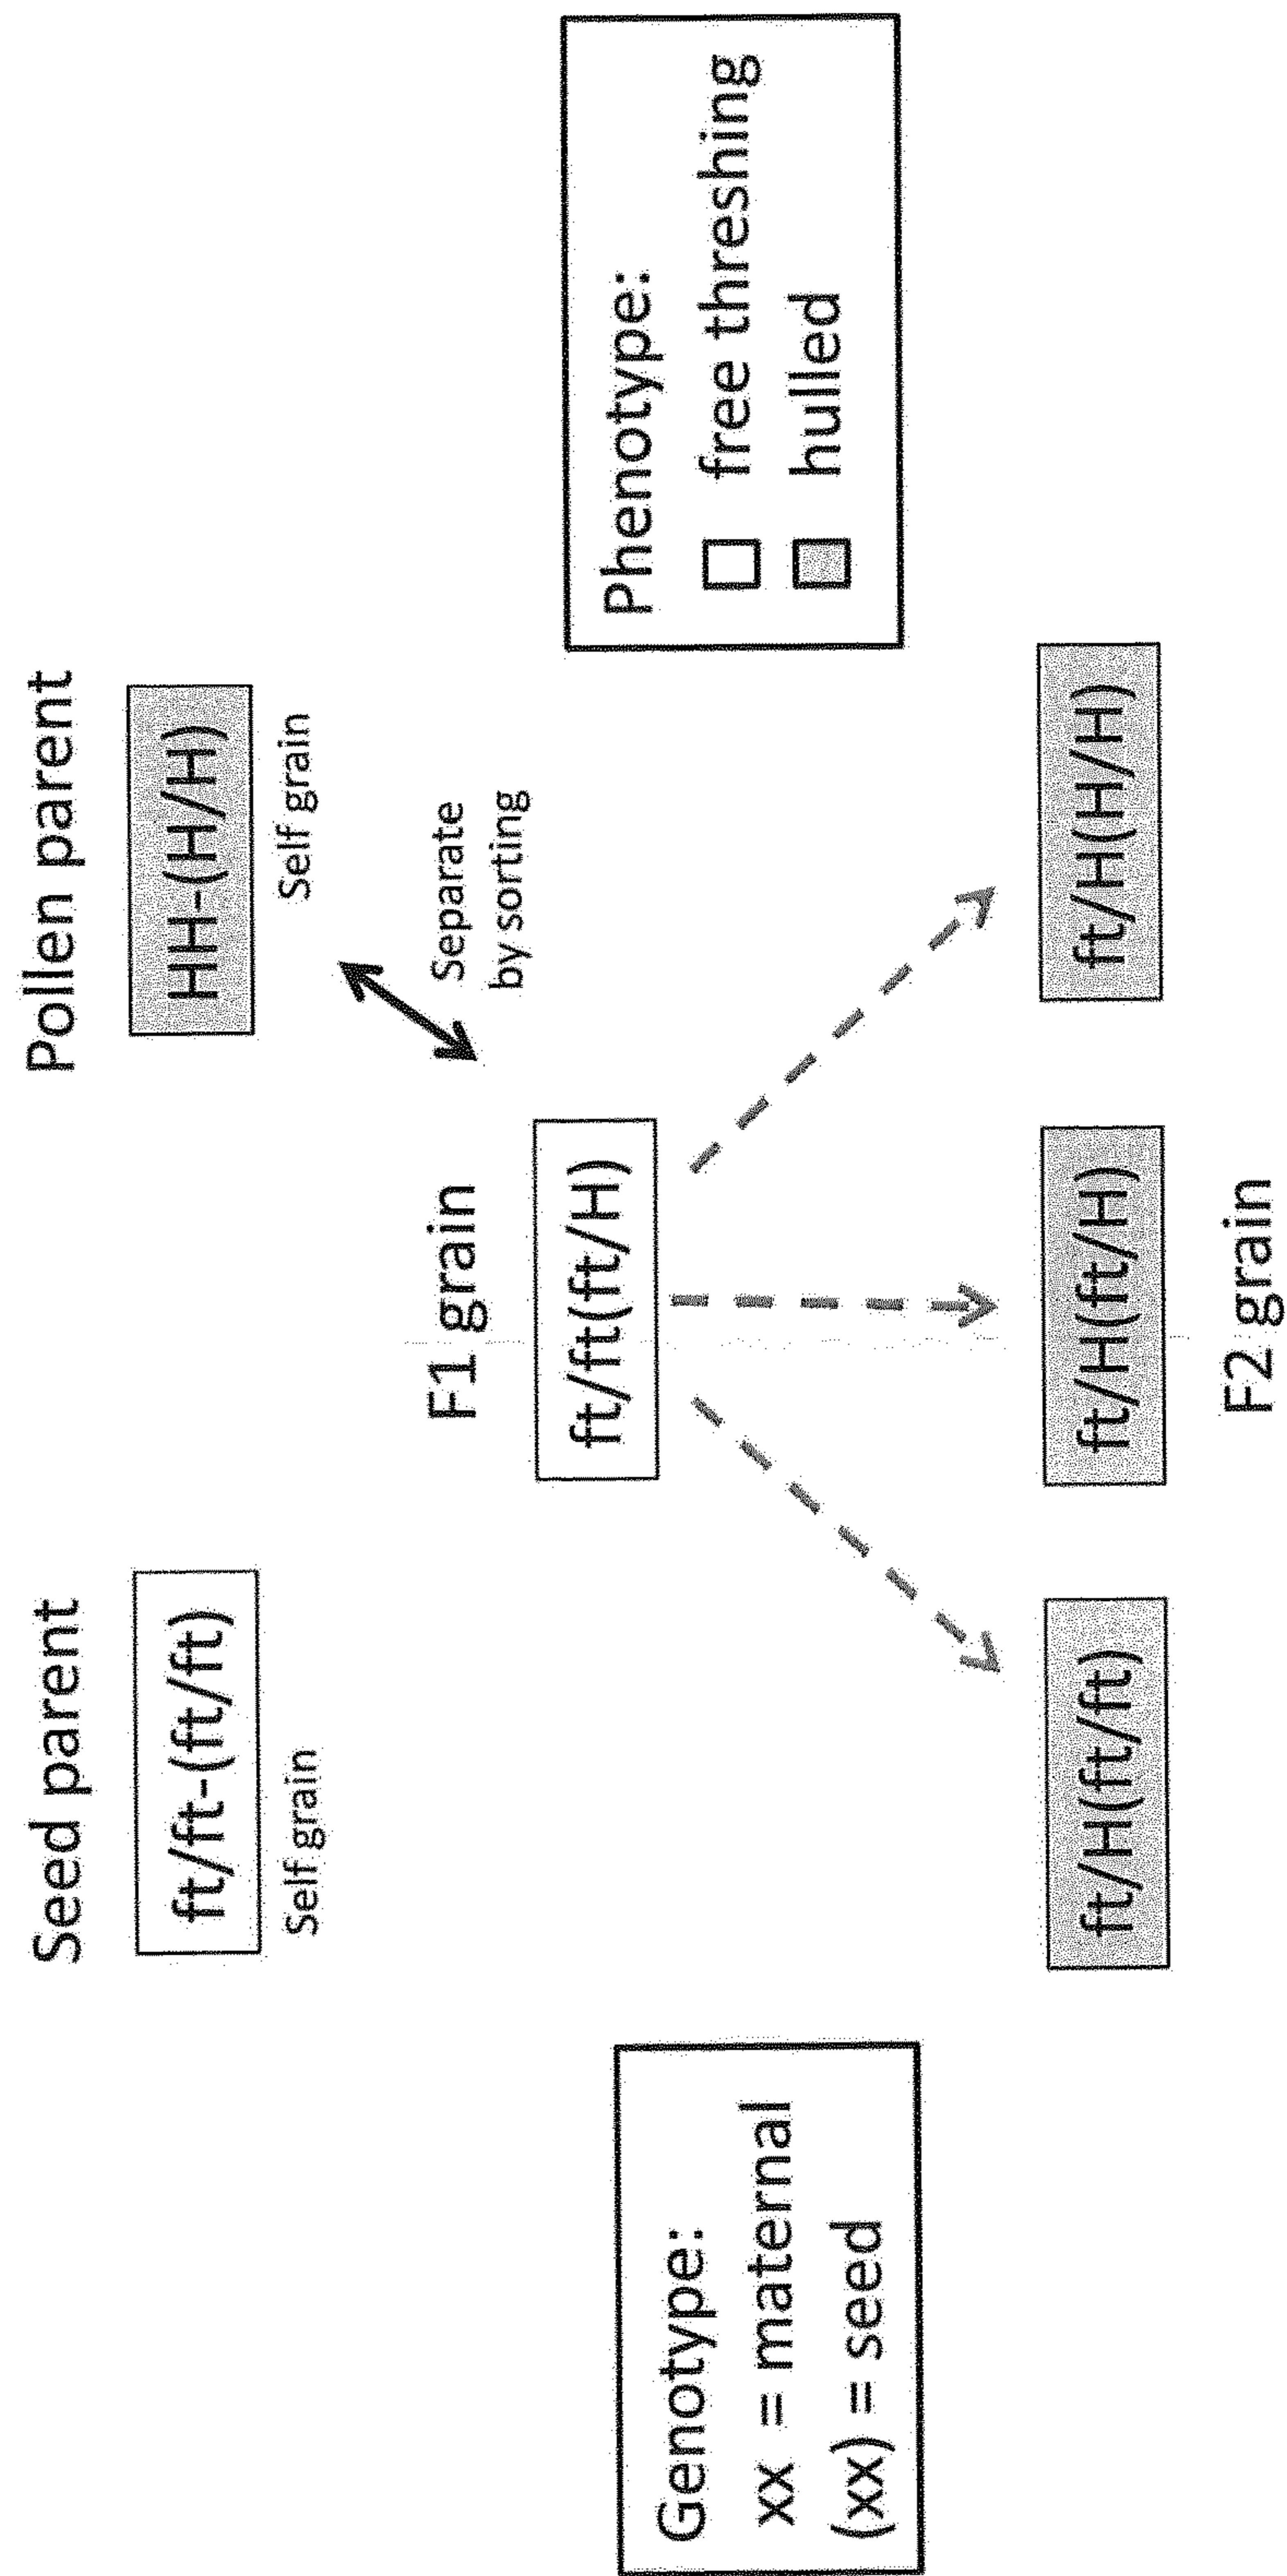 Seed parent
Pollen parent
ft/ft-(ft/ft)
HH-(H/H)
Self grain
Self grain
F1 grain
Separate
by sorting
ft/ft(ft/H)
Genotype:
xx = maternal
(xx) = seed
Phenotype:
free threshing
hulled
ft/H(ft/ft)
ft/H(ft/H)
ft/H(H/H)
F2 grain